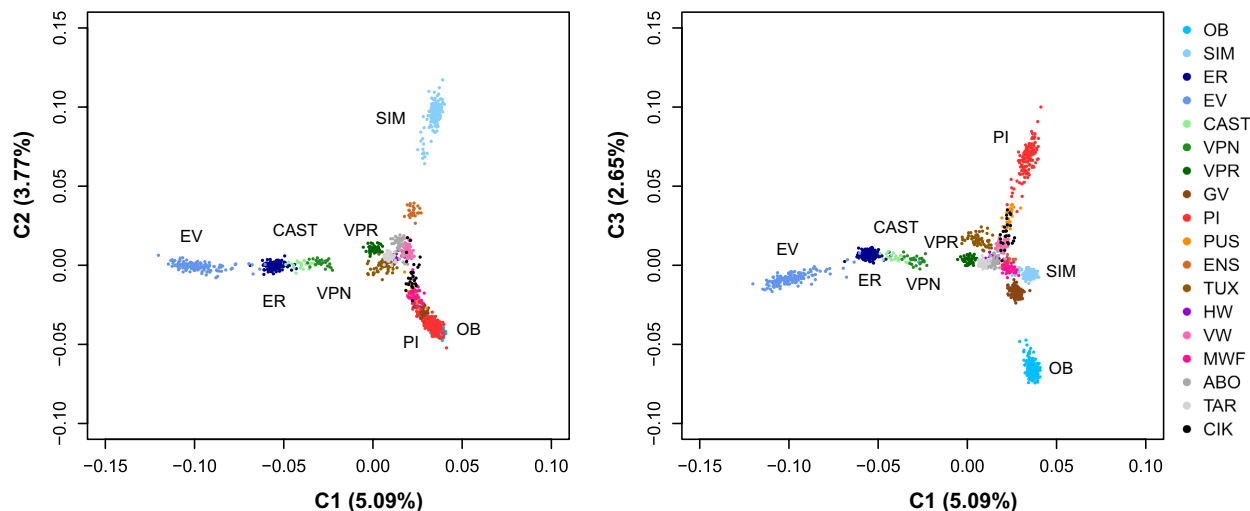 C2 (3.77%)
0.15
0.10
0.05
0.00
−0.05
−0.10
SIM
EV
CAST
VPR
ER
VPN
PI
OB
−0.15
−0.10
−0.05
0.00
0.05
0.10
C1 (5.09%)
C3 (2.65%)
0.15
0.10
0.05
0.00
−0.05
−0.10
PI
CAST
VPR
EV
ER
VPN
SIM
OB
−0.15
−0.10
−0.05
0.00
0.05
0.10
C1 (5.09%)
OB
SIM
ER
EV
CAST
VPN
VPR
GV
PI
PUS
ENS
TUX
HW
VW
MWF
ABO
TAR
CIK